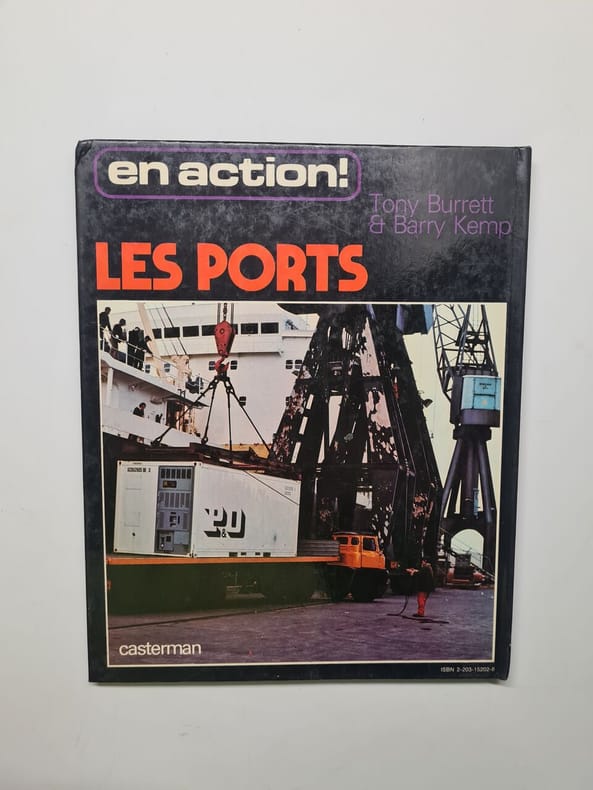 en action!
Tony Burrett
& Barry Kemp
LES PORTS
P&O
casterman
ISBN 2-203-15202-8